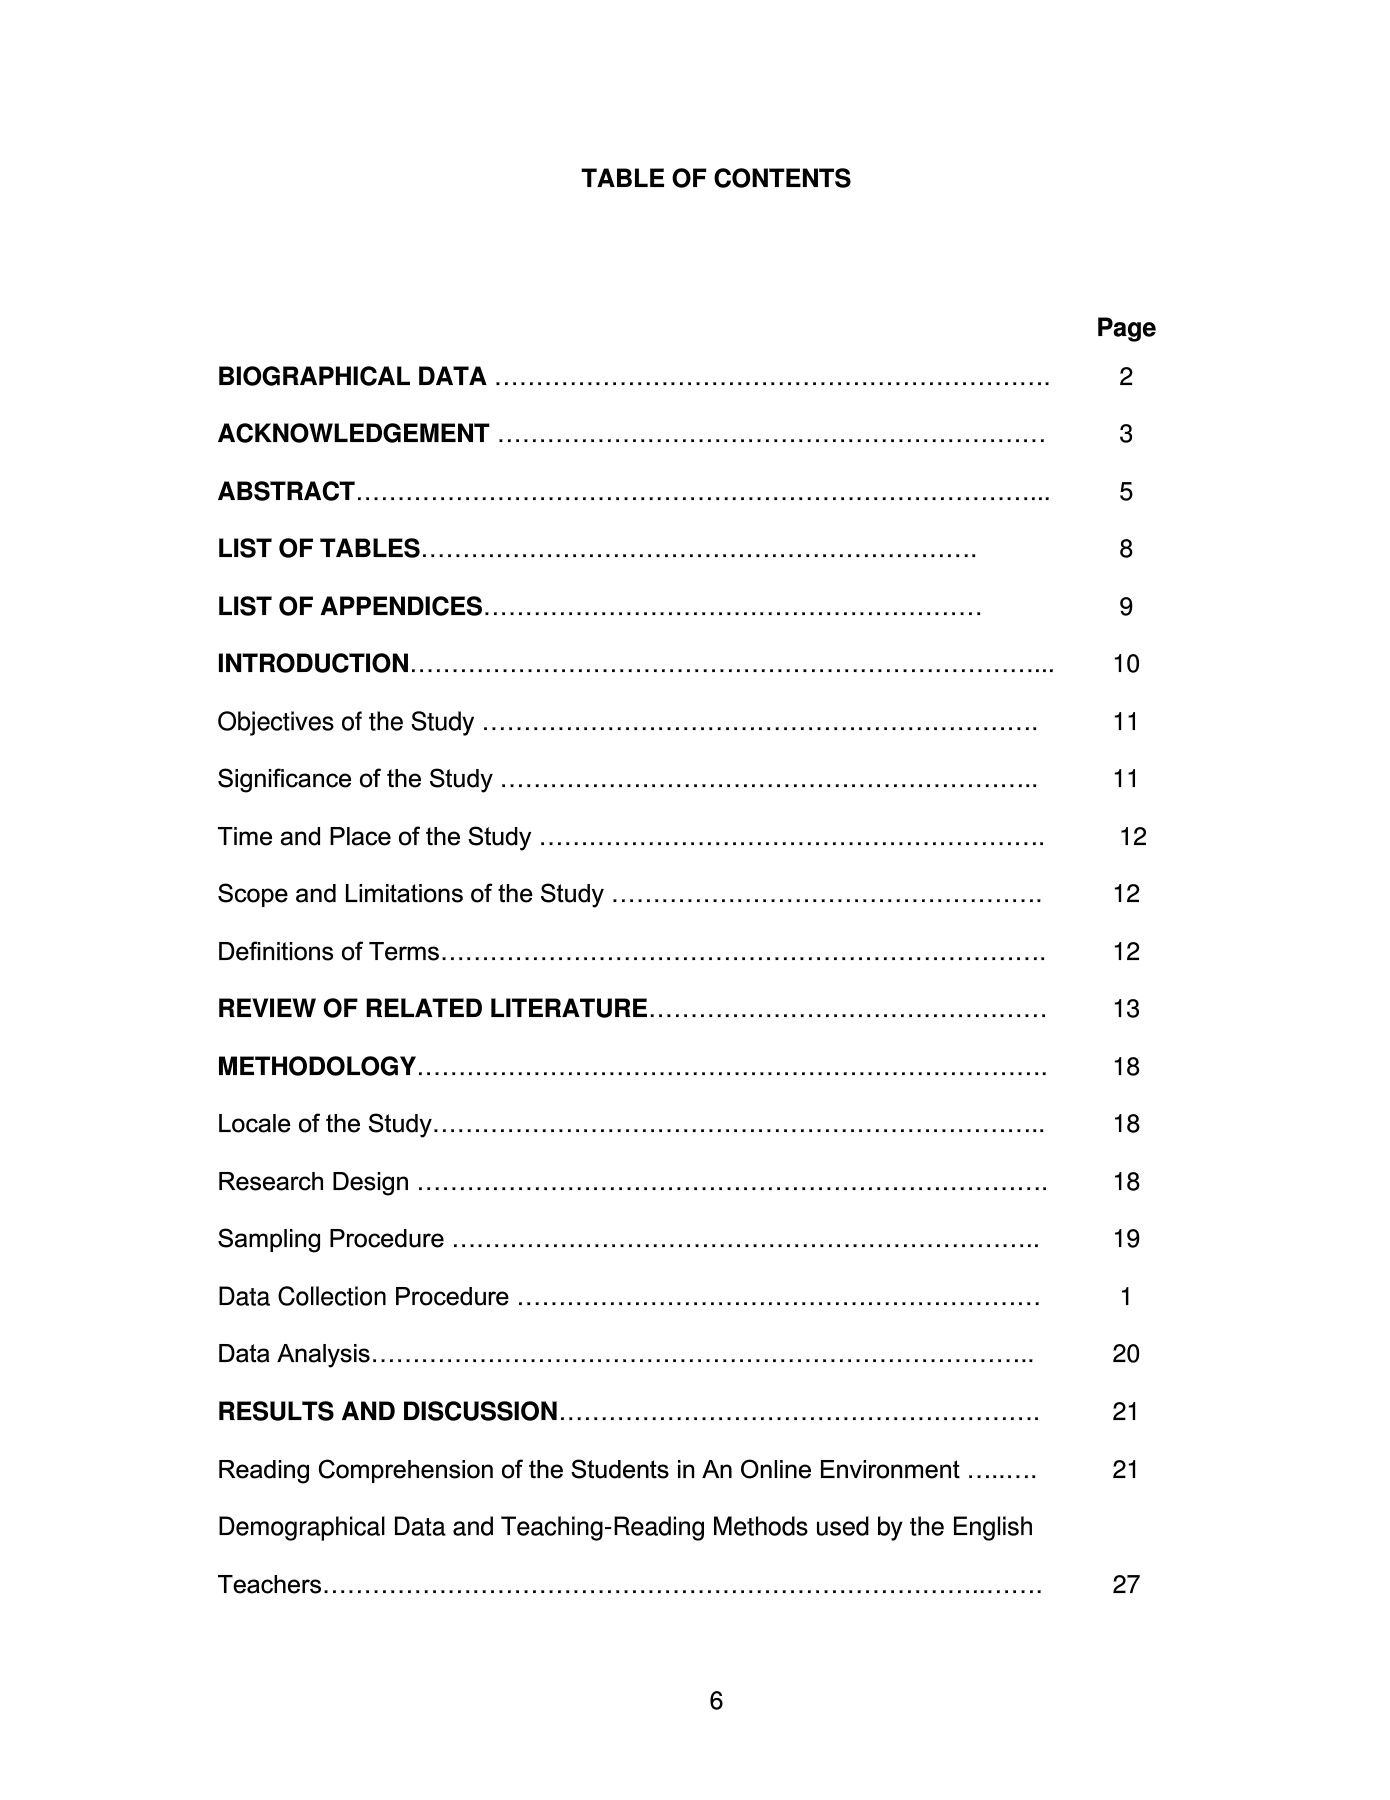 TABLE OF CONTENTS
Page
BIOGRAPHICAL DATA …………………………………………………………. 2
ACKNOWLEDGEMENT ………………………………………………………… 3
ABSTRACT………………………………………………………………………... 5
LIST OF TABLES…………………………………………………………. 8
LIST OF APPENDICES…………………………………………………… 9
INTRODUCTION…………………………………………………………………... 10
Objectives of the Study …………………………………………………………. 11
Significance of the Study ……………………………………………………….. 11
Time and Place of the Study ……………………………………………………. 12
Scope and Limitations of the Study ……………………………………………. 12
Definitions of Terms………………………………………………………………. 12
REVIEW OF RELATED LITERATURE………………………………………… 13
METHODOLOGY…………………………………………………………………. 18
Locale of the Study……………………………………………………………….. 18
Research Design …………………………………………………………………. 18
Sampling Procedure …………………………………………………………….. 19
Data Collection Procedure ……………………………………………………… 1
Data Analysis…………………………………………………………………….. 20
RESULTS AND DISCUSSION…………………………………………………. 21
Reading Comprehension of the Students in An Online Environment …..…. 21
Demographical Data and Teaching-Reading Methods used by the English
Teachers……………………………………………………………………..……. 27
6